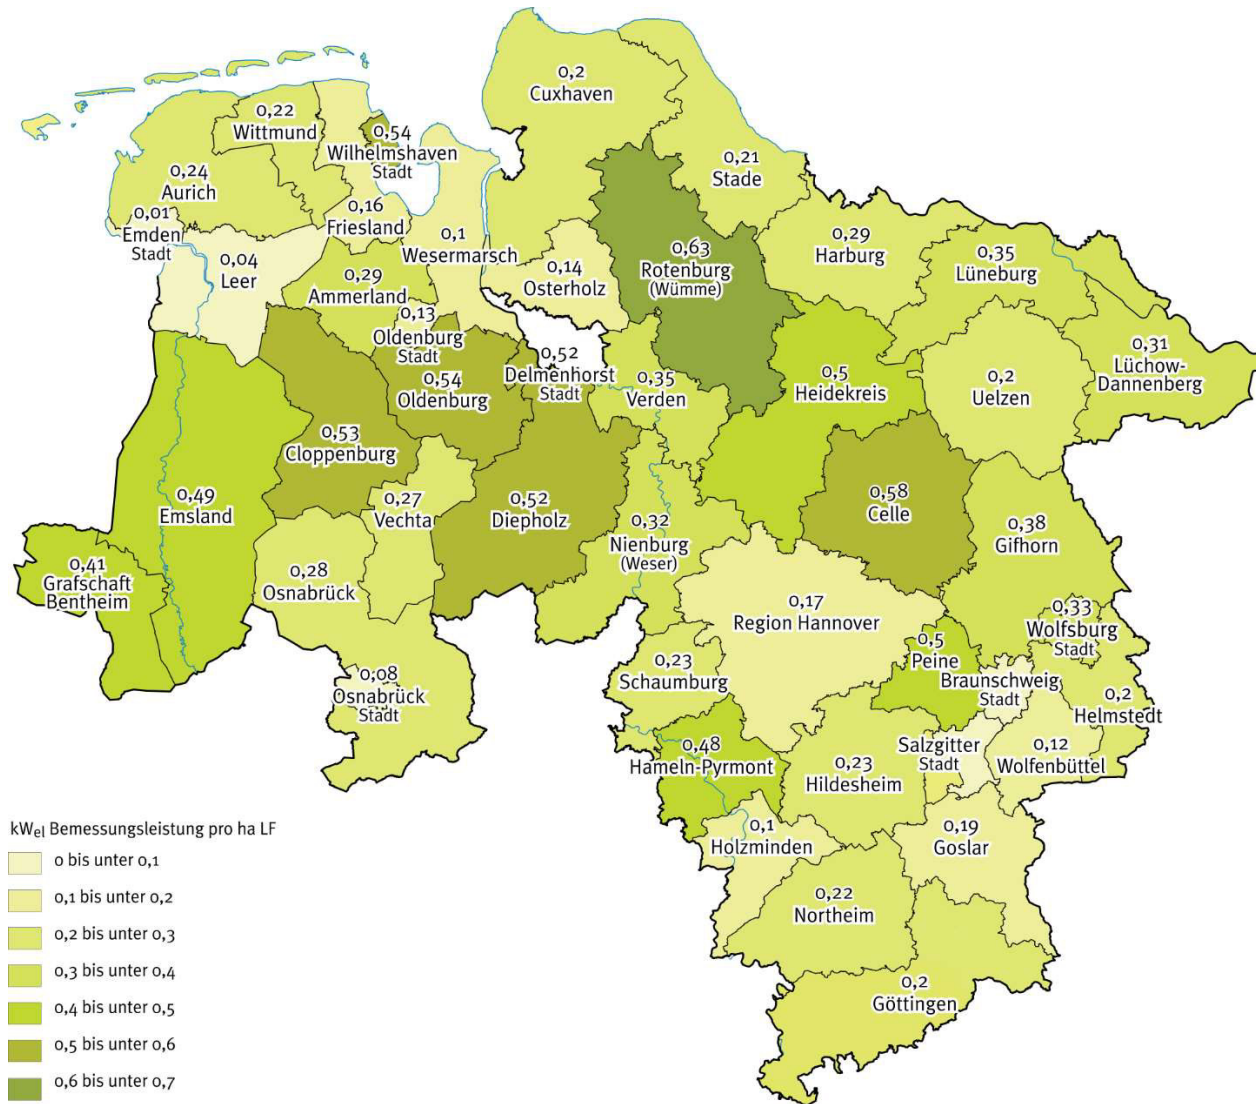 0,2
Cuxhaven
0,22
Wittmund
0,54
Wilhelmshaven
Stadt
0,24
Aurich
0,21
Stade
0,01
Emden
Stadt
0,16
Friesland
0,1
Wesermarsch
0,04
Leer
0,29
Ammerland
0,14
Osterholz
0,63
Rotenburg
(Wümme)
0,29
Harburg
0,35
Lüneburg
0,13
Oldenburg
Stadt
0,54
Oldenburg
0,52
Delmenhorst
Stadt
0,35
Verden
0,5
Heidekreis
0,2
Uelzen
0,31
Lüchow-
Dannenberg
0,53
Cloppenburg
0,49
Emsland
0,27
Vechta
0,52
Diepholz
0,32
Nienburg
(Weser)
0,58
Celle
0,38
Gifhorn
0,41
Grafschaft
Bentheim
0,28
Osnabrück
0,17
Region Hannover
0,33
Wolfsburg
Stadt
0,5
Peine
Braunschweig
Stadt
0,08
Osnabrück
Stadt
0,23
Schaumburg
0,2
Helmstedt
0,48
Hameln-Pyrmont
0,23
Hildesheim
Salzgitter
Stadt
0,12
Wolfenbüttel
0,1
Holzminden
0,19
Goslar
0,22
Northeim
0,2
Göttingen
kWel Bemessungsleistung pro ha LF
0 bis unter 0,1
0,1 bis unter 0,2
0,2 bis unter 0,3
0,3 bis unter 0,4
0,4 bis unter 0,5
0,5 bis unter 0,6
0,6 bis unter 0,7